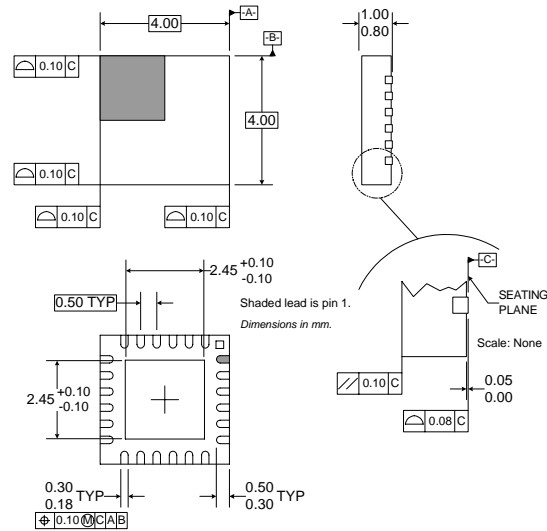 4.00
-A-
-B-
1.00
0.80
0.10 C
4.00
0.10 C
0.10 C
0.10 C
2.45 +0.10
-0.10
-C-
0.50 TYP
Shaded lead is pin 1.
Dimensions in mm.
SEATING
PLANE
Scale: None
2.45 +0.10
-0.10
// 0.10 C
0.05
0.00
0.08 C
0.30
0.18 TYP
0.50
0.30 TYP
⌖ 0.10 Ⓜ C A B